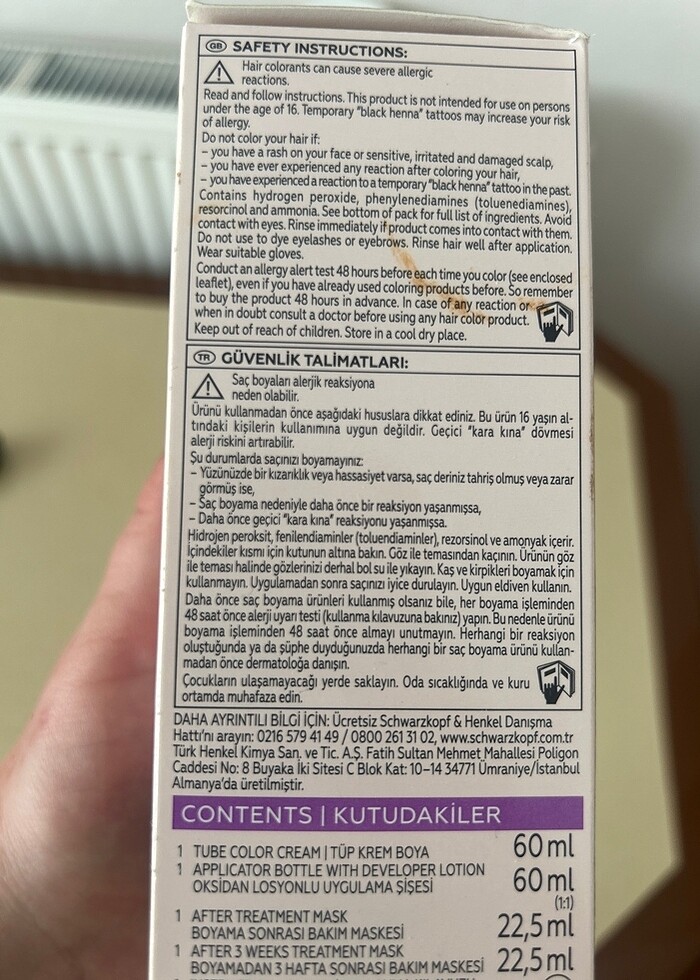 GB SAFETY INSTRUCTIONS:
Hair colorants can cause severe allergic
reactions.
Read and follow instructions. This product is not intended for use on persons
under the age of 16. Temporary "black henna" tattoos may increase your risk
of allergy.
Do not color your hair if:
– you have a rash on your face or sensitive, irritated and damaged scalp,
– you have ever experienced any reaction after coloring your hair,
– you have experienced a reaction to a temporary "black henna" tattoo in the past.
Contains hydrogen peroxide, phenylenediamines (toluenediamines),
resorcinol and ammonia. See bottom of pack for full list of ingredients. Avoid
contact with eyes. Rinse immediately if product comes into contact with them.
Do not use to dye eyelashes or eyebrows. Rinse hair well after application.
Wear suitable gloves.
Conduct an allergy alert test 48 hours before each time you color (see enclosed
leaflet), even if you have already used coloring products before. So remember
to buy the product 48 hours in advance. In case of any reaction or
when in doubt consult a doctor before using any hair color product.
Keep out of reach of children. Store in a cool dry place.
TR GÜVENLİK TALİMATLARI:
Saç boyaları alerjik reaksiyona
neden olabilir.
Ürünü kullanmadan önce aşağıdaki hususlara dikkat ediniz. Bu ürün 16 yaşın al-
tındaki kişilerin kullanımına uygun değildir. Geçici "kara kına" dövmesi
alerji riskini artırabilir.
Şu durumlarda saçınızı boyamayınız:
– Yüzünüzde bir kızarıklık veya hassasiyet varsa, saç deriniz tahriş olmuş veya zarar
görmüş ise,
– Saç boyama nedeniyle daha önce bir reaksiyon yaşanmışsa,
– Daha önce geçici "kara kına" reaksiyonu yaşanmışsa.
Hidrojen peroksit, fenilendiaminler (toluendiaminler), rezorsinol ve amonyak içerir.
İçindekiler kısmı için kutunun altına bakın. Göz ile temasından kaçının. Ürünün göz
ile teması halinde gözlerinizi derhal bol su ile yıkayın. Kaş ve kirpikleri boyamak için
kullanmayın. Uygulamadan sonra saçınızı iyice durulayın. Uygun eldiven kullanın.
Daha önce saç boyama ürünleri kullanmış olsanız bile, her boyama işleminden
48 saat önce alerji uyarı testi (kullanma kılavuzuna bakınız) yapın. Bu nedenle ürünü
boyama işleminden 48 saat önce almayı unutmayın. Herhangi bir reaksiyon
oluştuğunda ya da şüphe duyduğunuzda herhangi bir saç boyama ürünü kullan-
madan önce dermatoloğa danışın.
Çocukların ulaşamayacağı yerde saklayın. Oda sıcaklığında ve kuru
ortamda muhafaza edin.
DAHA AYRINTILI BİLGİ İÇİN: Ücretsiz Schwarzkopf & Henkel Danışma
Hattı'nı arayın: 0216 579 41 49 / 0800 261 31 02, www.schwarzkopf.com.tr
Türk Henkel Kimya San. ve Tic. A.Ş. Fatih Sultan Mehmet Mahallesi Poligon
Caddesi No: 8 Buyaka İki Sitesi C Blok Kat: 10–14 34771 Ümraniye/İstanbul
Almanya'da üretilmiştir.
CONTENTS | KUTUDAKİLER
1 TUBE COLOR CREAM | TÜP KREM BOYA 60 ml
1 APPLICATOR BOTTLE WITH DEVELOPER LOTION
OKSİDAN LOSYONLU UYGULAMA ŞİŞESİ 60 ml
(1:1)
1 AFTER TREATMENT MASK
BOYAMA SONRASI BAKIM MASKESİ 22,5 ml
1 AFTER 3 WEEKS TREATMENT MASK
BOYAMADAN 3 HAFTA SONRASI BAKIM MASKESİ 22,5 ml